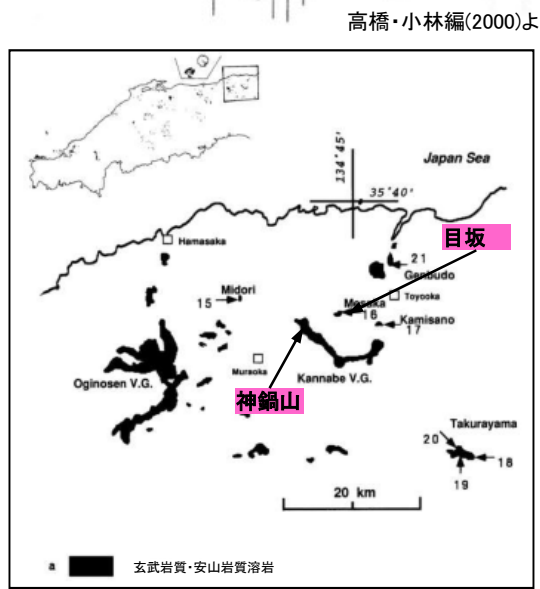 高橋・小林編(2000)よ
134°45'
Japan Sea
35°40'
目坂
Hamasaka
21
Genbudo
Midori
15
Mesaka
16
Toyooka
Kamisano
17
Muraoka
Oginosen V.G.
Kannabe V.G.
神鍋山
Takurayama
20
18
19
20 km
a
玄武岩質・安山岩質溶岩